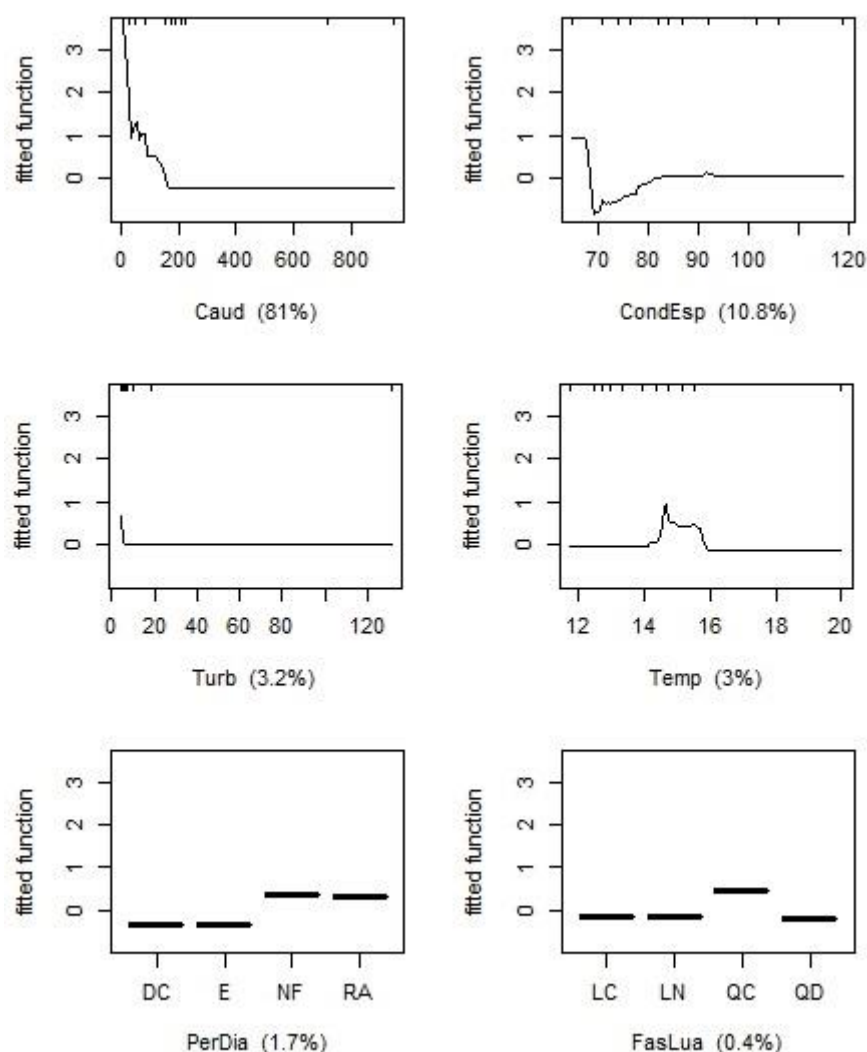 fitted function
3
2
1
0
0 200 400 600 800
Caud (81%)
fitted function
3
2
1
0
70 80 90 100 110 120
CondEsp (10.8%)
fitted function
3
2
1
0
0 20 40 60 80 120
Turb (3.2%)
fitted function
3
2
1
0
12 14 16 18 20
Temp (3%)
fitted function
3
2
1
0
DC E NF RA
PerDia (1.7%)
fitted function
3
2
1
0
LC LN QC QD
FasLua (0.4%)